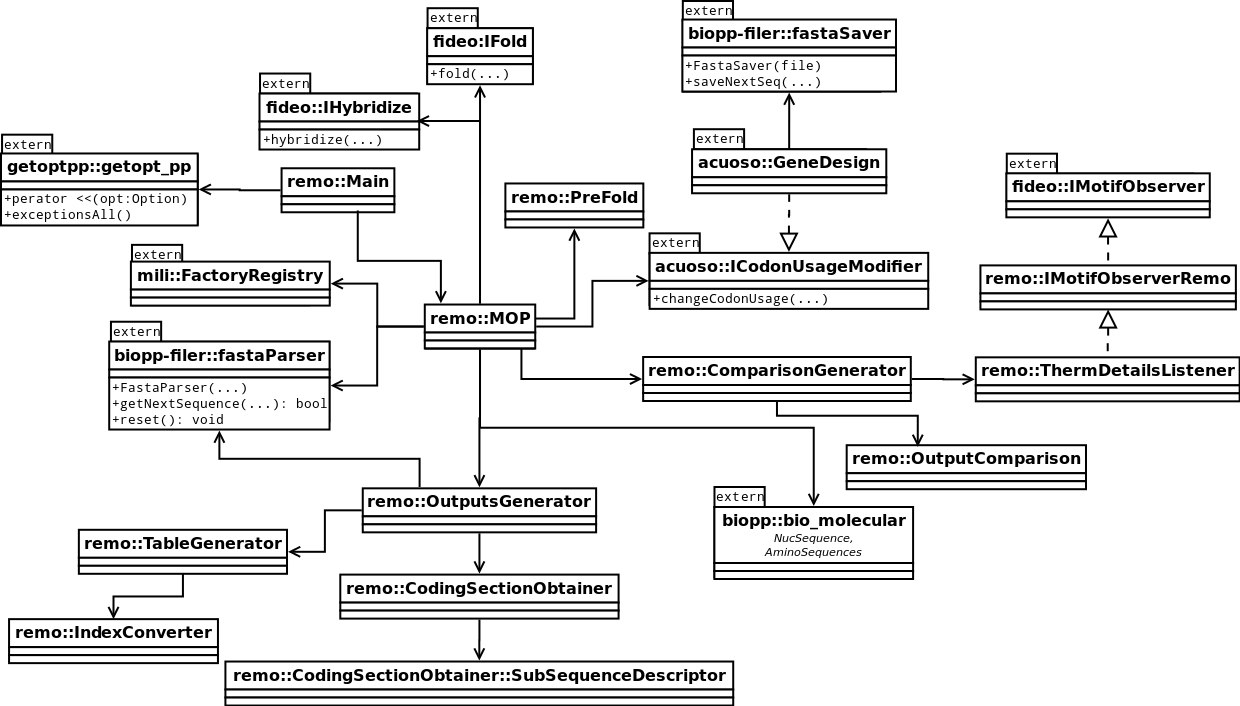 extern
fideo:IFold
+fold(...)
extern
biopp-filer::fastaSaver
+FastaSaver(file)
+saveNextSeq(...)
extern
fideo::IHybridize
+hybridize(...)
extern
getoptpp::getopt_pp
+perator <<(opt:Option)
+exceptionsAll()
remo::Main
extern
acuoso::GeneDesign
remo::PreFold
extern
fideo::IMotifObserver
extern
mili::FactoryRegistry
extern
acuoso::ICodonUsageModifier
+changeCodonUsage(...)
remo::IMotifObserverRemo
remo::MOP
extern
biopp-filer::fastaParser
+FastaParser(...)
+getNextSequence(...): bool
+reset(): void
remo::ComparisonGenerator
remo::ThermDetailsListener
remo::OutputComparison
remo::OutputsGenerator
extern
biopp::bio_molecular
NucSequence,
AminoSequences
remo::TableGenerator
remo::CodingSectionObtainer
remo::IndexConverter
remo::CodingSectionObtainer::SubSequenceDescriptor